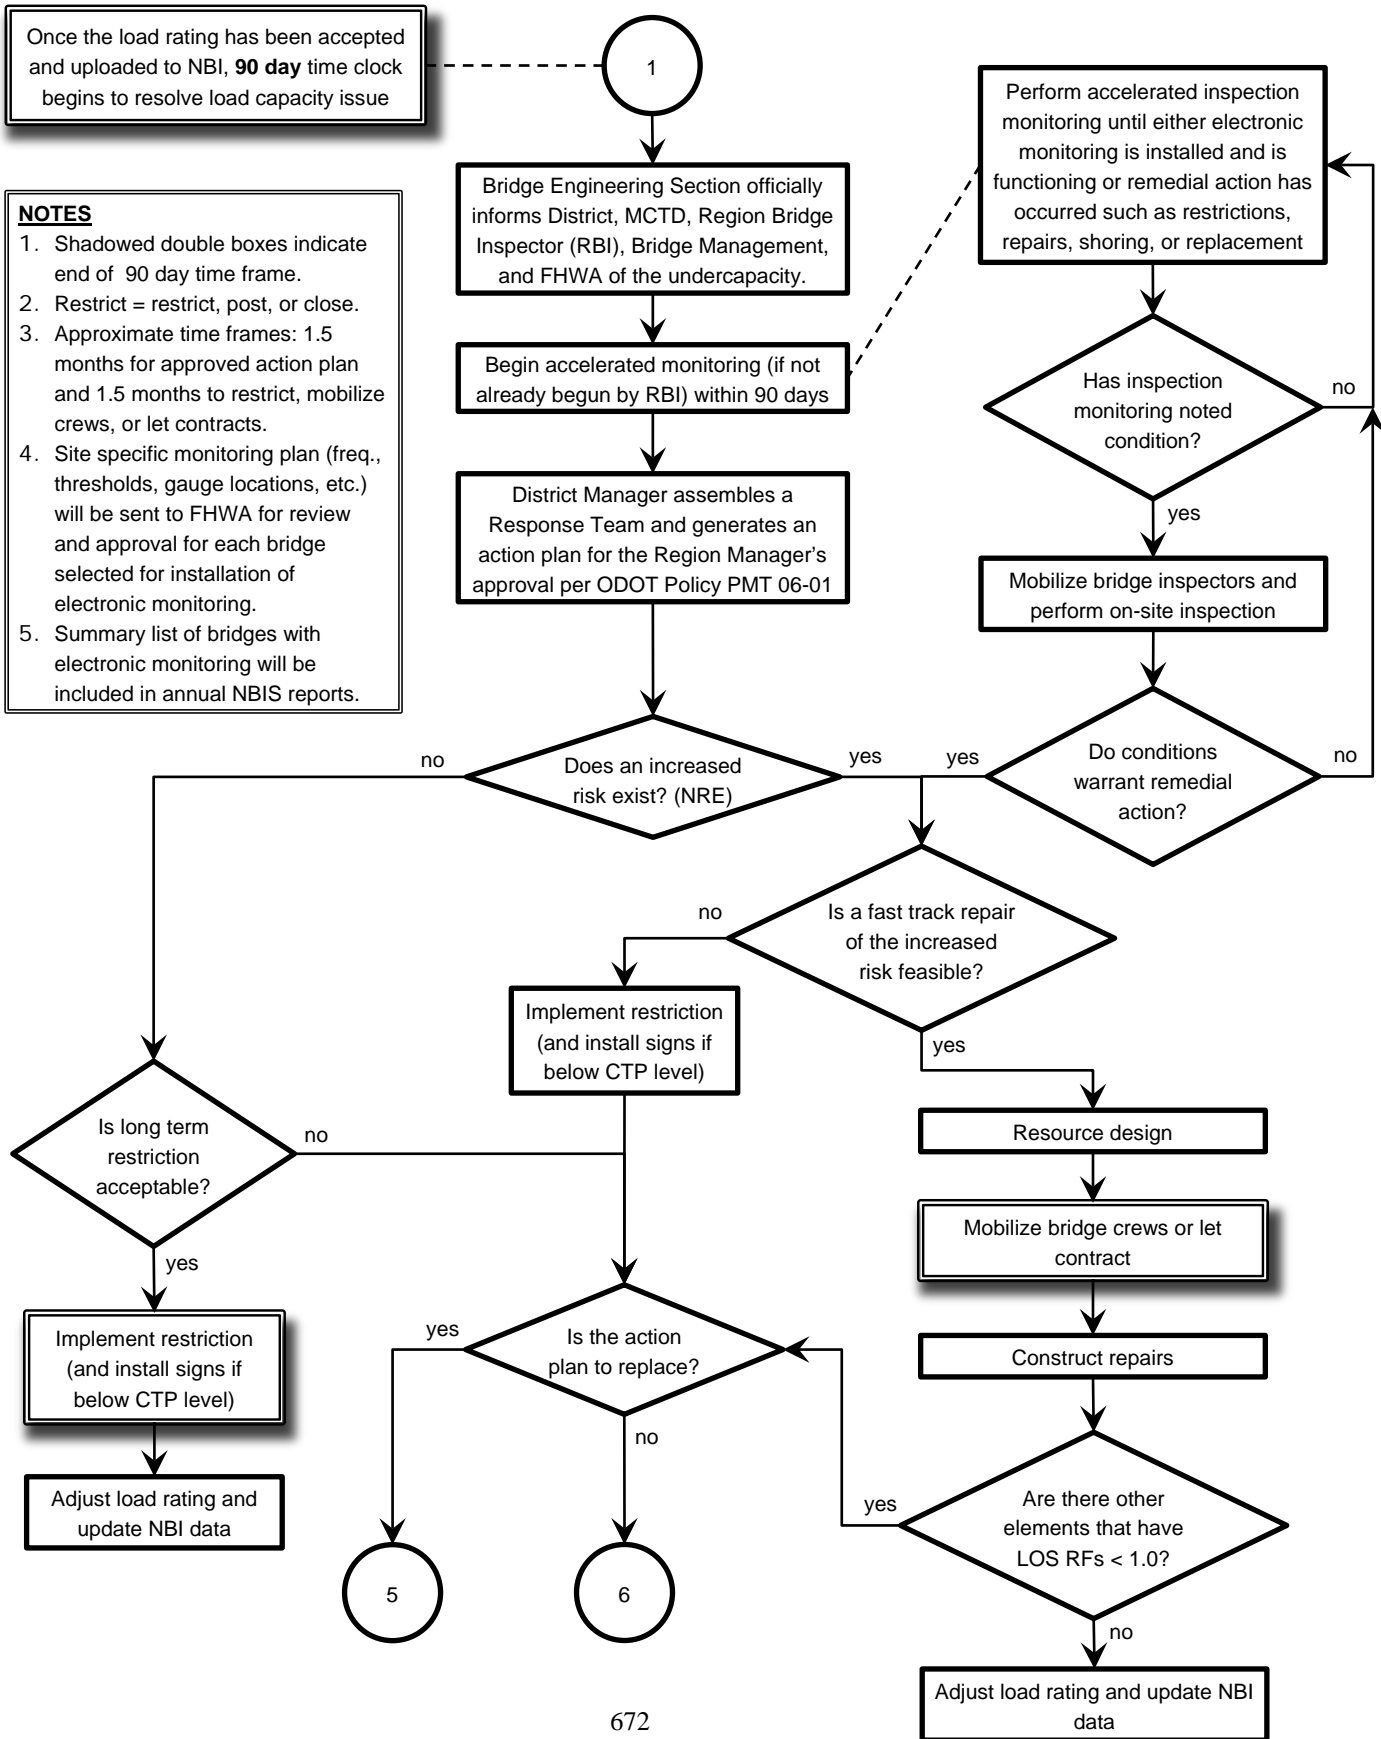 Once the load rating has been accepted
and uploaded to NBI, 90 day time clock
begins to resolve load capacity issue
1
Perform accelerated inspection
monitoring until either electronic
monitoring is installed and is
functioning or remedial action has
occurred such as restrictions,
repairs, shoring, or replacement
Bridge Engineering Section officially
informs District, MCTD, Region Bridge
Inspector (RBI), Bridge Management,
and FHWA of the undercapacity.
NOTES
1. Shadowed double boxes indicate
end of 90 day time frame.
2. Restrict = restrict, post, or close.
3. Approximate time frames: 1.5
months for approved action plan
and 1.5 months to restrict, mobilize
crews, or let contracts.
4. Site specific monitoring plan (freq.,
thresholds, gauge locations, etc.)
will be sent to FHWA for review
and approval for each bridge
selected for installation of
electronic monitoring.
5. Summary list of bridges with
electronic monitoring will be
included in annual NBIS reports.
Begin accelerated monitoring (if not
already begun by RBI) within 90 days
Has inspection
monitoring noted
condition?
no
yes
District Manager assembles a
Response Team and generates an
action plan for the Region Manager's
approval per ODOT Policy PMT 06-01
Mobilize bridge inspectors and
perform on-site inspection
no
Does an increased
risk exist? (NRE)
yes
yes
Do conditions
warrant remedial
action?
no
no
Is a fast track repair
of the increased
risk feasible?
yes
Implement restriction
(and install signs if
below CTP level)
Is long term
restriction
acceptable?
no
yes
Resource design
Mobilize bridge crews or let
contract
Implement restriction
(and install signs if
below CTP level)
yes
Is the action
plan to replace?
no
Construct repairs
Adjust load rating and
update NBI data
yes
Are there other
elements that have
LOS RFs < 1.0?
no
5
6
Adjust load rating and update NBI
data
672